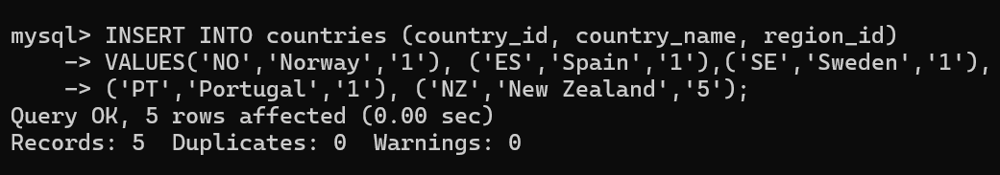 mysql> INSERT INTO countries (country_id, country_name, region_id)
    -> VALUES('NO','Norway','1'), ('ES','Spain','1'),('SE','Sweden','1'),
    -> ('PT','Portugal','1'), ('NZ','New Zealand','5');
Query OK, 5 rows affected (0.00 sec)
Records: 5  Duplicates: 0  Warnings: 0